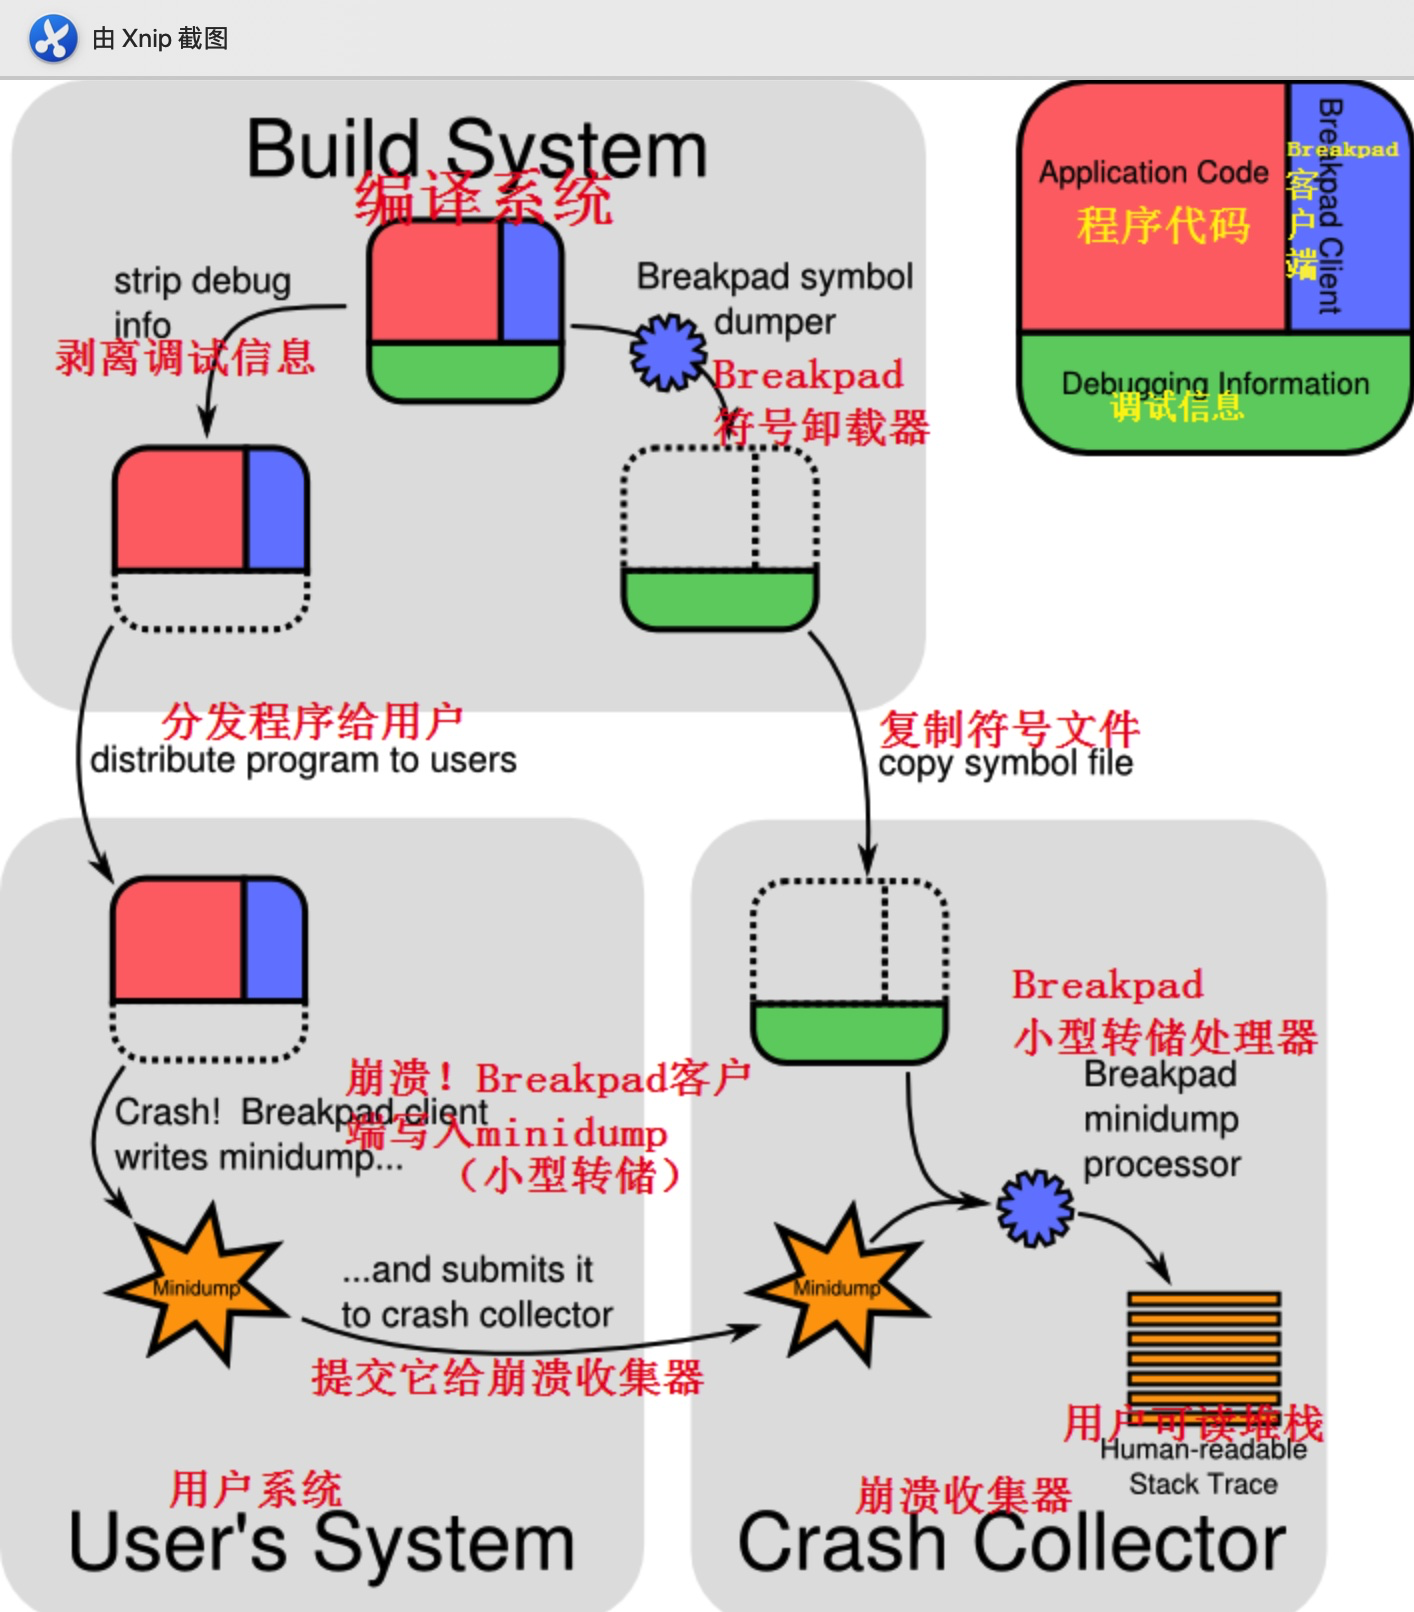 由 Xnip 截图
Build System
编译系统
Application Code
程序代码
Breakpad Client
Breakpad
客
户
端
Debugging Information
调试信息
strip debug
info
剥离调试信息
Breakpad symbol
dumper
Breakpad
符号卸载器
分发程序给用户
distribute program to users
复制符号文件
copy symbol file
崩溃！Breakpad客户
端写入minidump
（小型转储）
Crash! Breakpad client
writes minidump...
Breakpad
小型转储处理器
Breakpad
minidump
processor
Minidump
...and submits it
to crash collector
提交它给崩溃收集器
Minidump
用户可读堆栈
Human-readable
Stack Trace
用户系统
User's System
崩溃收集器
Crash Collector